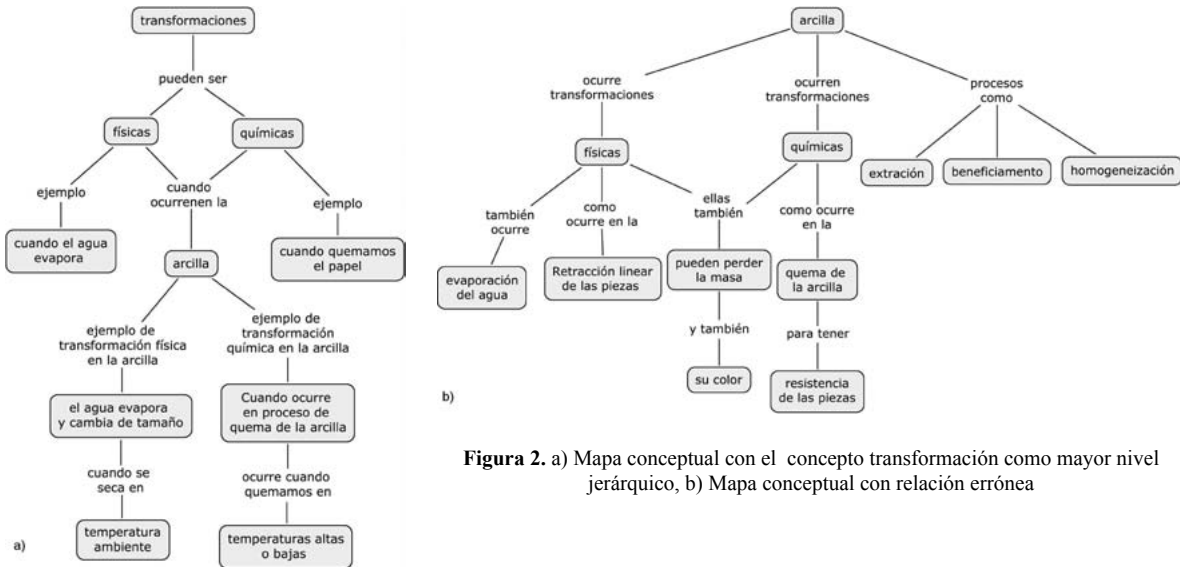 transformaciones
pueden ser
físicas
químicas
ejemplo
cuando
ocurrenen la
ejemplo
cuando el agua
evapora
arcilla
cuando quemamos
el papel
ejemplo de
transformación física
en la arcilla
ejemplo de
transformación
química en la arcilla
el agua evapora
y cambia de tamaño
Cuando ocurre
en proceso de
quema de la arcilla
cuando se
seca en
ocurre cuando
quemamos en
temperatura
ambiente
temperaturas altas
o bajas
a)
arcilla
ocurre
transformaciones
ocurren
transformaciones
procesos
como
físicas
químicas
extración
beneficiamento
homogeneización
también
ocurre
como
ocurre en la
ellas
también
como ocurre
en la
evaporación
del agua
Retracción linear
de las piezas
pueden perder
la masa
quema de
la arcilla
y también
para tener
su color
resistencia
de las piezas
b)
Figura 2. a) Mapa conceptual con el concepto transformación como mayor nivel
jerárquico, b) Mapa conceptual con relación errónea